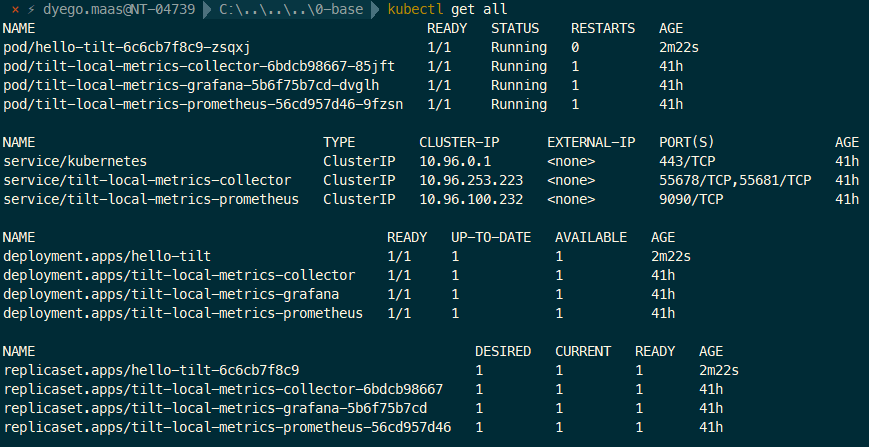 × ⚡ dyego.maas@NT-04739 C:\..\..\..\0-base kubectl get all
NAME READY STATUS RESTARTS AGE
pod/hello-tilt-6c6cb7f8c9-zsqxj 1/1 Running 0 2m22s
pod/tilt-local-metrics-collector-6bdcb98667-85jft 1/1 Running 1 41h
pod/tilt-local-metrics-grafana-5b6f75b7cd-dvglh 1/1 Running 1 41h
pod/tilt-local-metrics-prometheus-56cd957d46-9fzsn 1/1 Running 1 41h
NAME TYPE CLUSTER-IP EXTERNAL-IP PORT(S) AGE
service/kubernetes ClusterIP 10.96.0.1 <none> 443/TCP 41h
service/tilt-local-metrics-collector ClusterIP 10.96.253.223 <none> 55678/TCP,55681/TCP 41h
service/tilt-local-metrics-prometheus ClusterIP 10.96.100.232 <none> 9090/TCP 41h
NAME READY UP-TO-DATE AVAILABLE AGE
deployment.apps/hello-tilt 1/1 1 1 2m22s
deployment.apps/tilt-local-metrics-collector 1/1 1 1 41h
deployment.apps/tilt-local-metrics-grafana 1/1 1 1 41h
deployment.apps/tilt-local-metrics-prometheus 1/1 1 1 41h
NAME DESIRED CURRENT READY AGE
replicaset.apps/hello-tilt-6c6cb7f8c9 1 1 1 2m22s
replicaset.apps/tilt-local-metrics-collector-6bdcb98667 1 1 1 41h
replicaset.apps/tilt-local-metrics-grafana-5b6f75b7cd 1 1 1 41h
replicaset.apps/tilt-local-metrics-prometheus-56cd957d46 1 1 1 41h